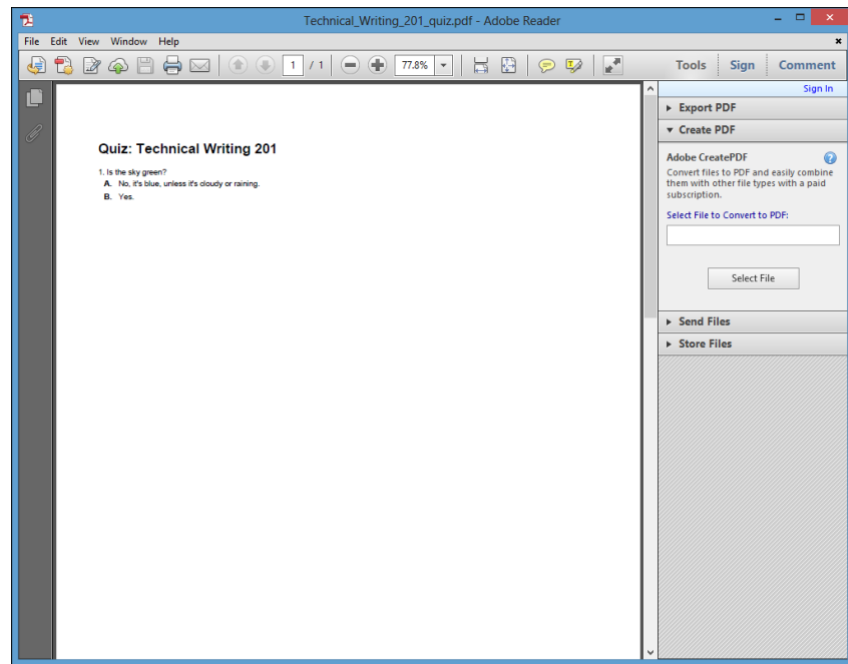 Technical_Writing_201_quiz.pdf - Adobe Reader
File Edit View Window Help
1 / 1 77.8% Tools Sign Comment
Sign In
Export PDF
Create PDF
Quiz: Technical Writing 201
1. Is the sky green?
A. No, it's blue, unless it's cloudy or raining.
B. Yes.
Adobe CreatePDF
Convert files to PDF and easily combine
them with other file types with a paid
subscription.
Select File to Convert to PDF:
Select File
Send Files
Store Files